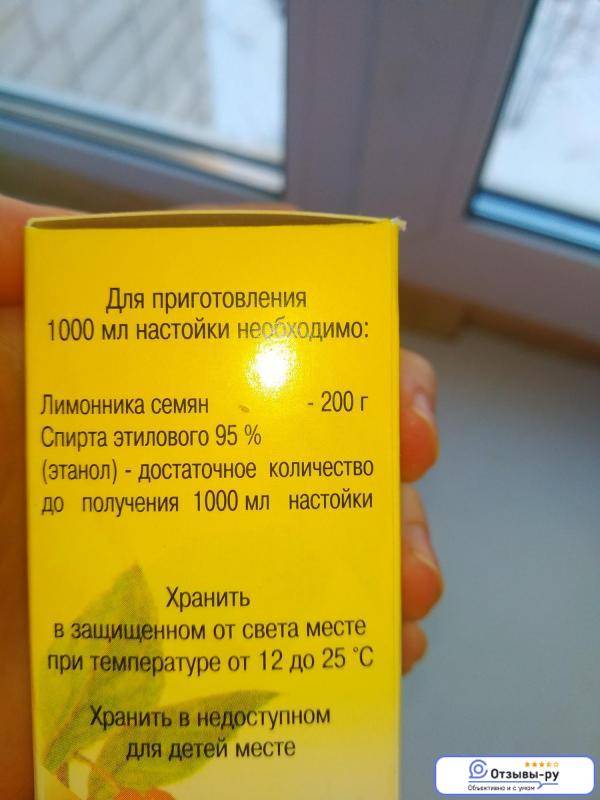 Для приготовления
1000 мл настойки необходимо:
Лимонника семян - 200 г
Спирта этилового 95 %
(этанол) - достаточное количество
до получения 1000 мл настойки
Хранить
в защищенном от света месте
при температуре от 12 до 25 °С
Хранить в недоступном
для детей месте
Отзывы-ру
Объективно и с умом